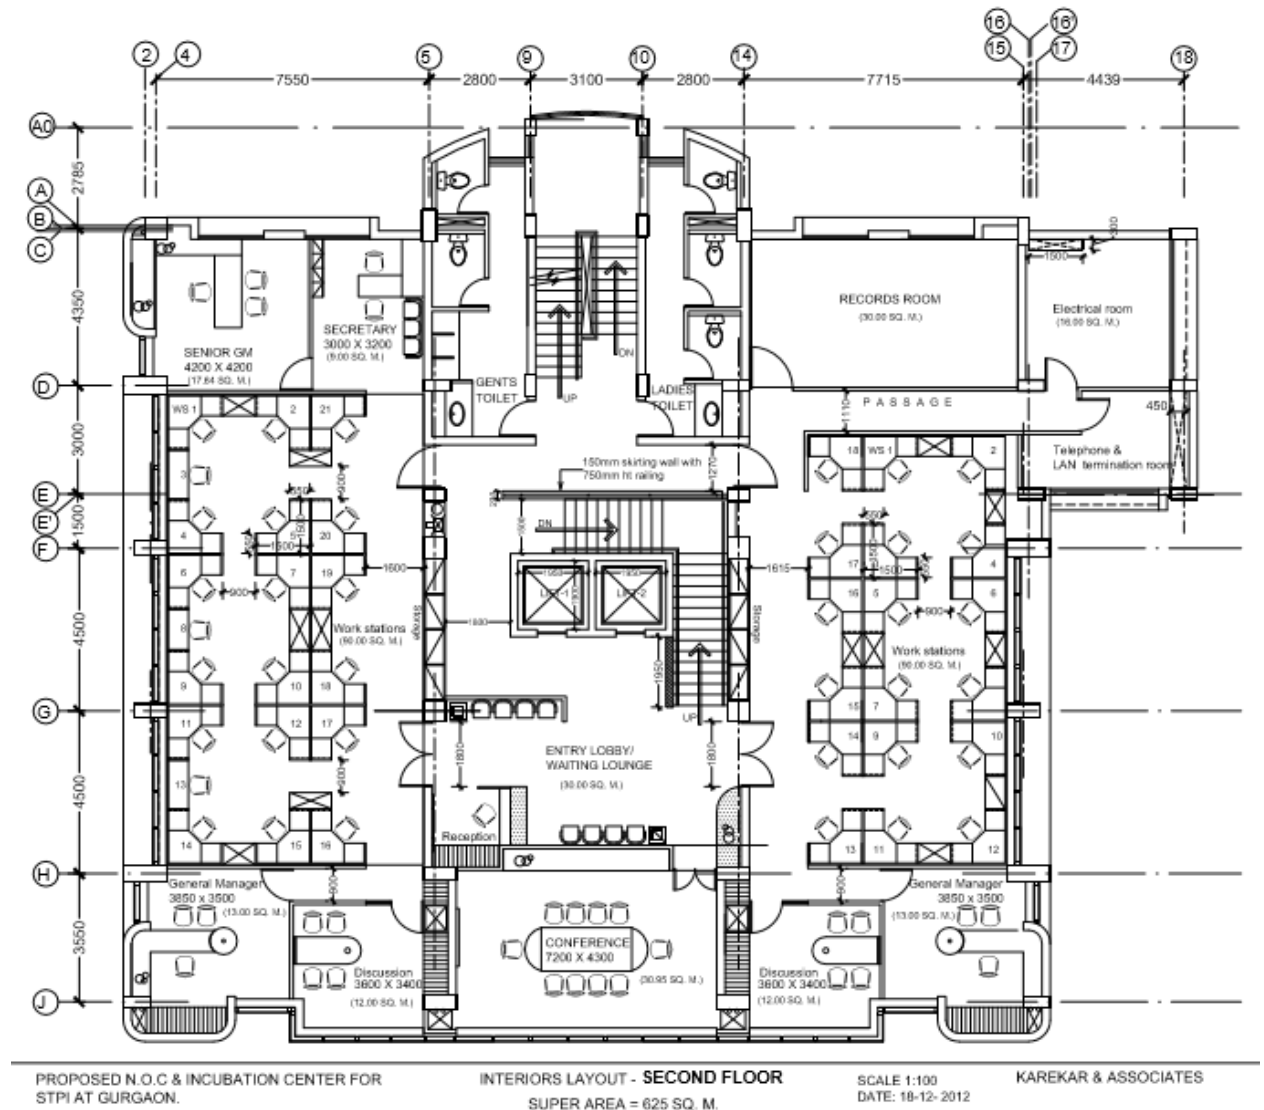 16 16'
2 4 5 9 10 14 15 17 18
7550 2800 3100 2800 7715 4439
A0
2785
A
B
C
300
1500
4350
RECORDS ROOM
(30.00 SQ. M.)
Electrical room
(16.00 SQ. M.)
SECRETARY
3000 X 3200
(9.00 SQ. M.)
SENIOR GM
4200 X 4200
(17.64 SQ. M.)
DN
UP
GENTS
TOILET
LADIES
TOILET
D
PASSAGE
1110
450
WS 1 2 21
3000
18 WS 1 2
Telephone &
LAN termination room
1270
150mm skirting wall with
750mm ht railing
3
900
E
E'
1500
F
DN
4 5 20
1500
17 4
1500
6 7 19
1600
1950 1950
LIFT-1 LIFT-2
1615
16 5 6
900
900
4500
Storage
Storage
8
Work stations
(90.00 SQ. M.)
Work stations
(90.00 SQ. M.)
1950
9 10 18
15 7
G
UP
11 12 17
14 9 10
1800
1800
ENTRY LOBBY/
WAITING LOUNGE
(30.00 SQ. M.)
4500
900
13
Reception
14 15 16
13 11 12
H
900
900
General Manager
3850 x 3500
(13.00 SQ. M.)
General Manager
3850 X 3500
(13.00 SQ. M.)
3550
CONFERENCE
7200 X 4300
(30.95 SQ. M.)
Discussion
3600 X 3400
(12.00 SQ. M.)
Discussion
3600 X 3400
(12.00 SQ. M.)
J
PROPOSED N.O.C & INCUBATION CENTER FOR
STPI AT GURGAON.
INTERIORS LAYOUT - SECOND FLOOR
SUPER AREA = 625 SQ. M.
SCALE 1:100
DATE: 18-12- 2012
KAREKAR & ASSOCIATES